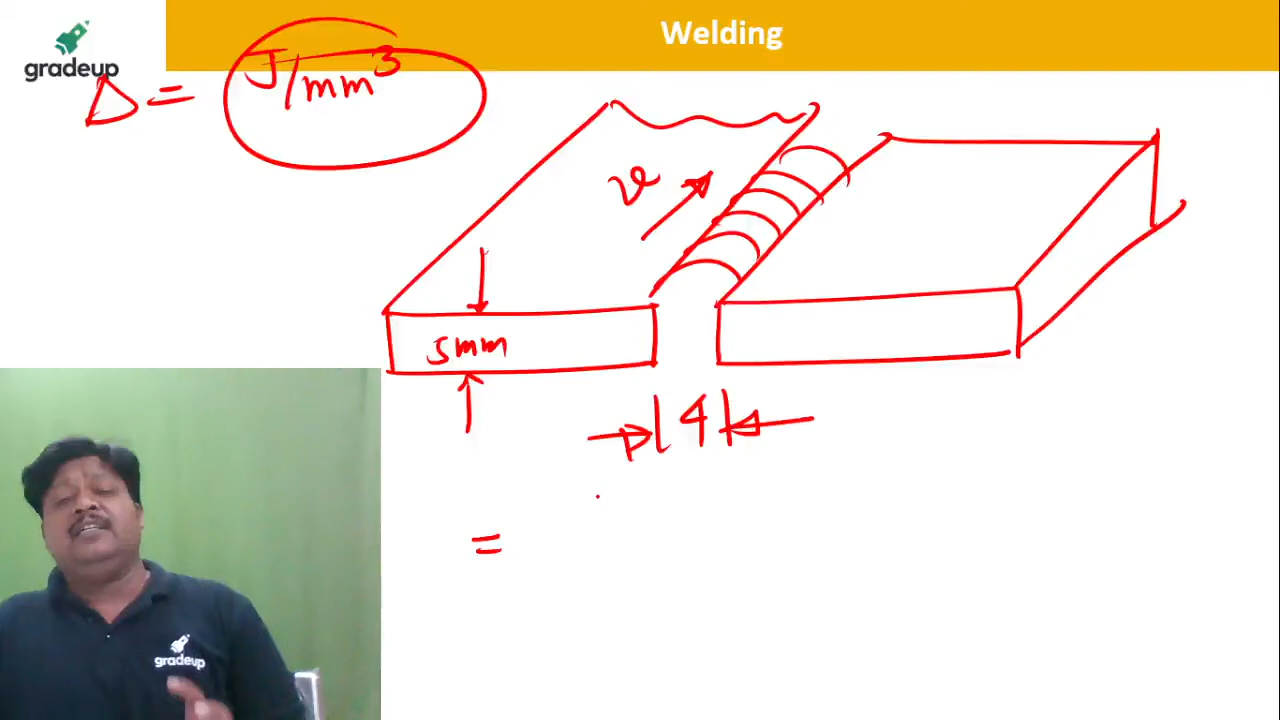 Welding
gradeup
Δ = J/mm³
v
5mm
4
=
gradeup